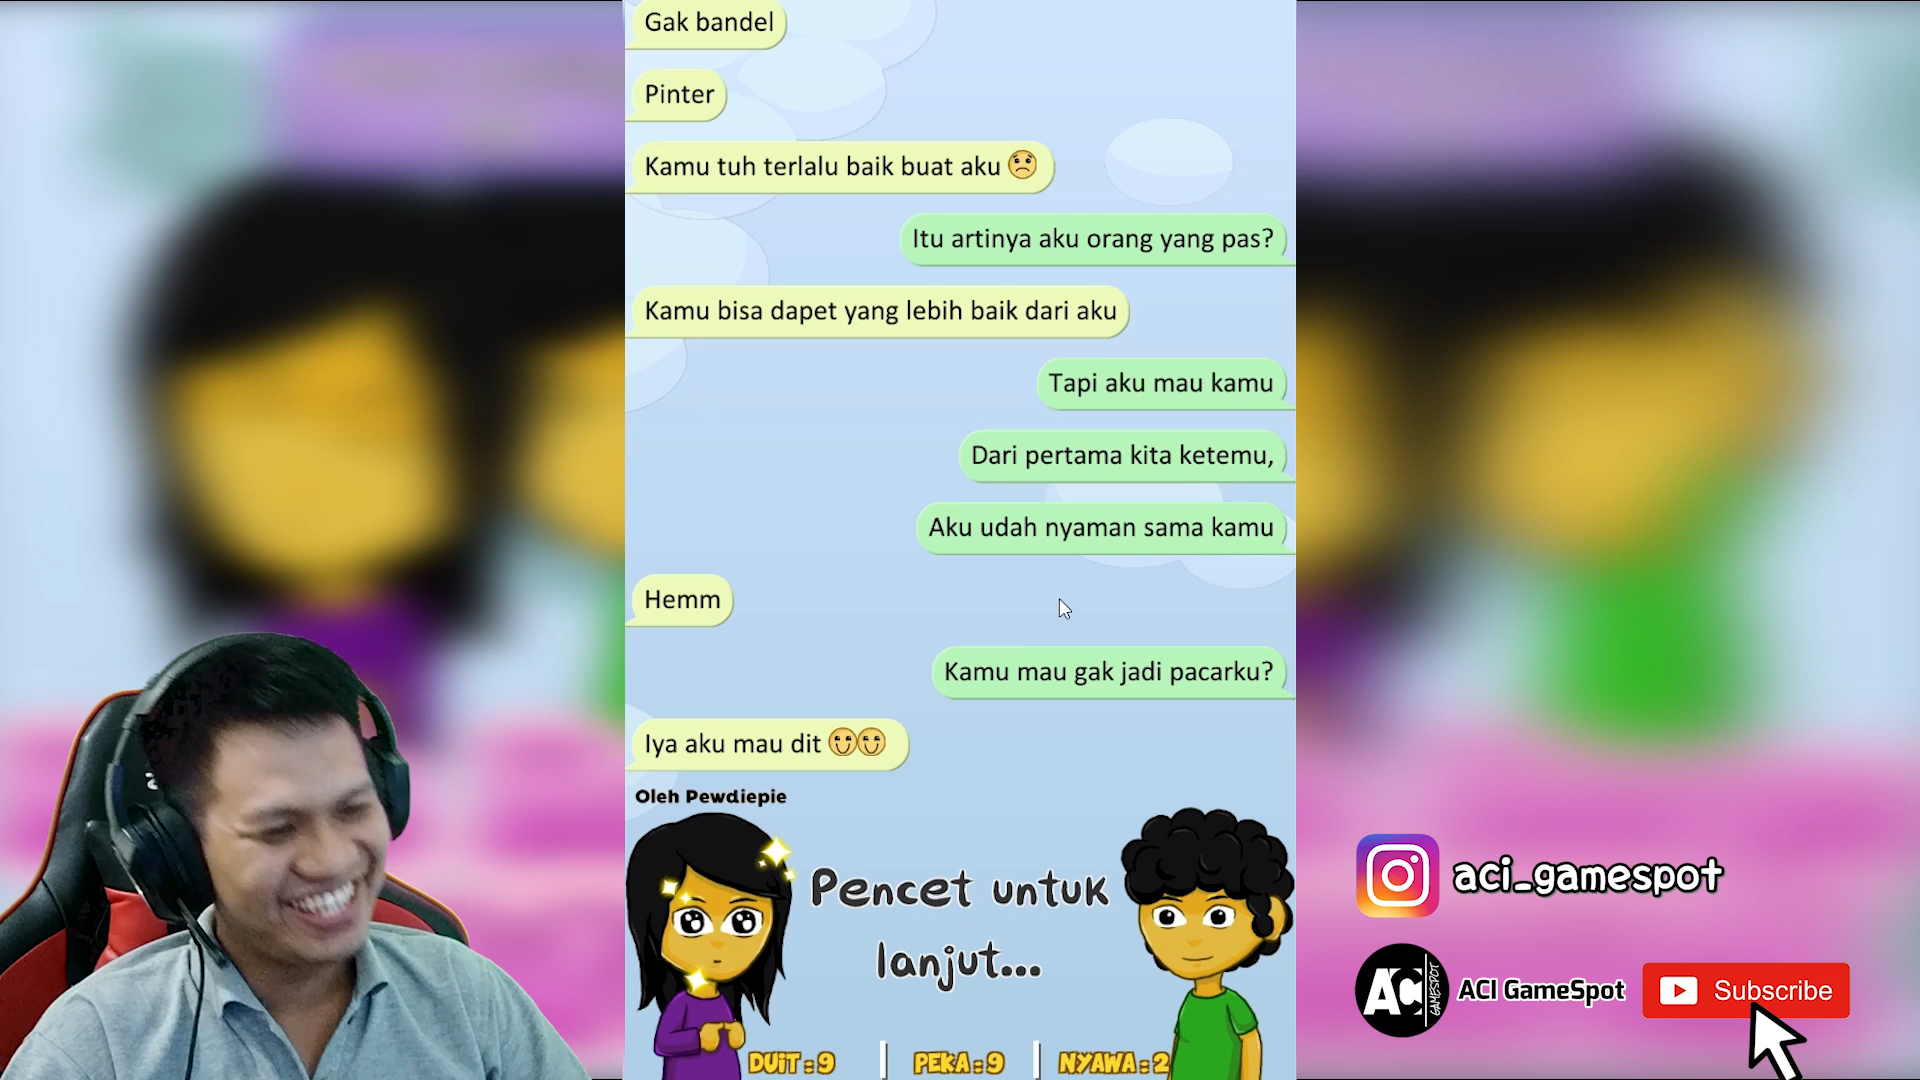 Gak bandel
Pinter
Kamu tuh terlalu baik buat aku
Itu artinya aku orang yang pas?
Kamu bisa dapet yang lebih baik dari aku
Tapi aku mau kamu
Dari pertama kita ketemu,
Aku udah nyaman sama kamu
Hemm
Kamu mau gak jadi pacarku?
Iya aku mau dit
Oleh Pewdiepie
Pencet untuk
lanjut...
DUIT : 9 | PEKA : 9 | NYAWA : 2
aci_gamespot
AC GAMESPOT
ACI GameSpot
Subscribe